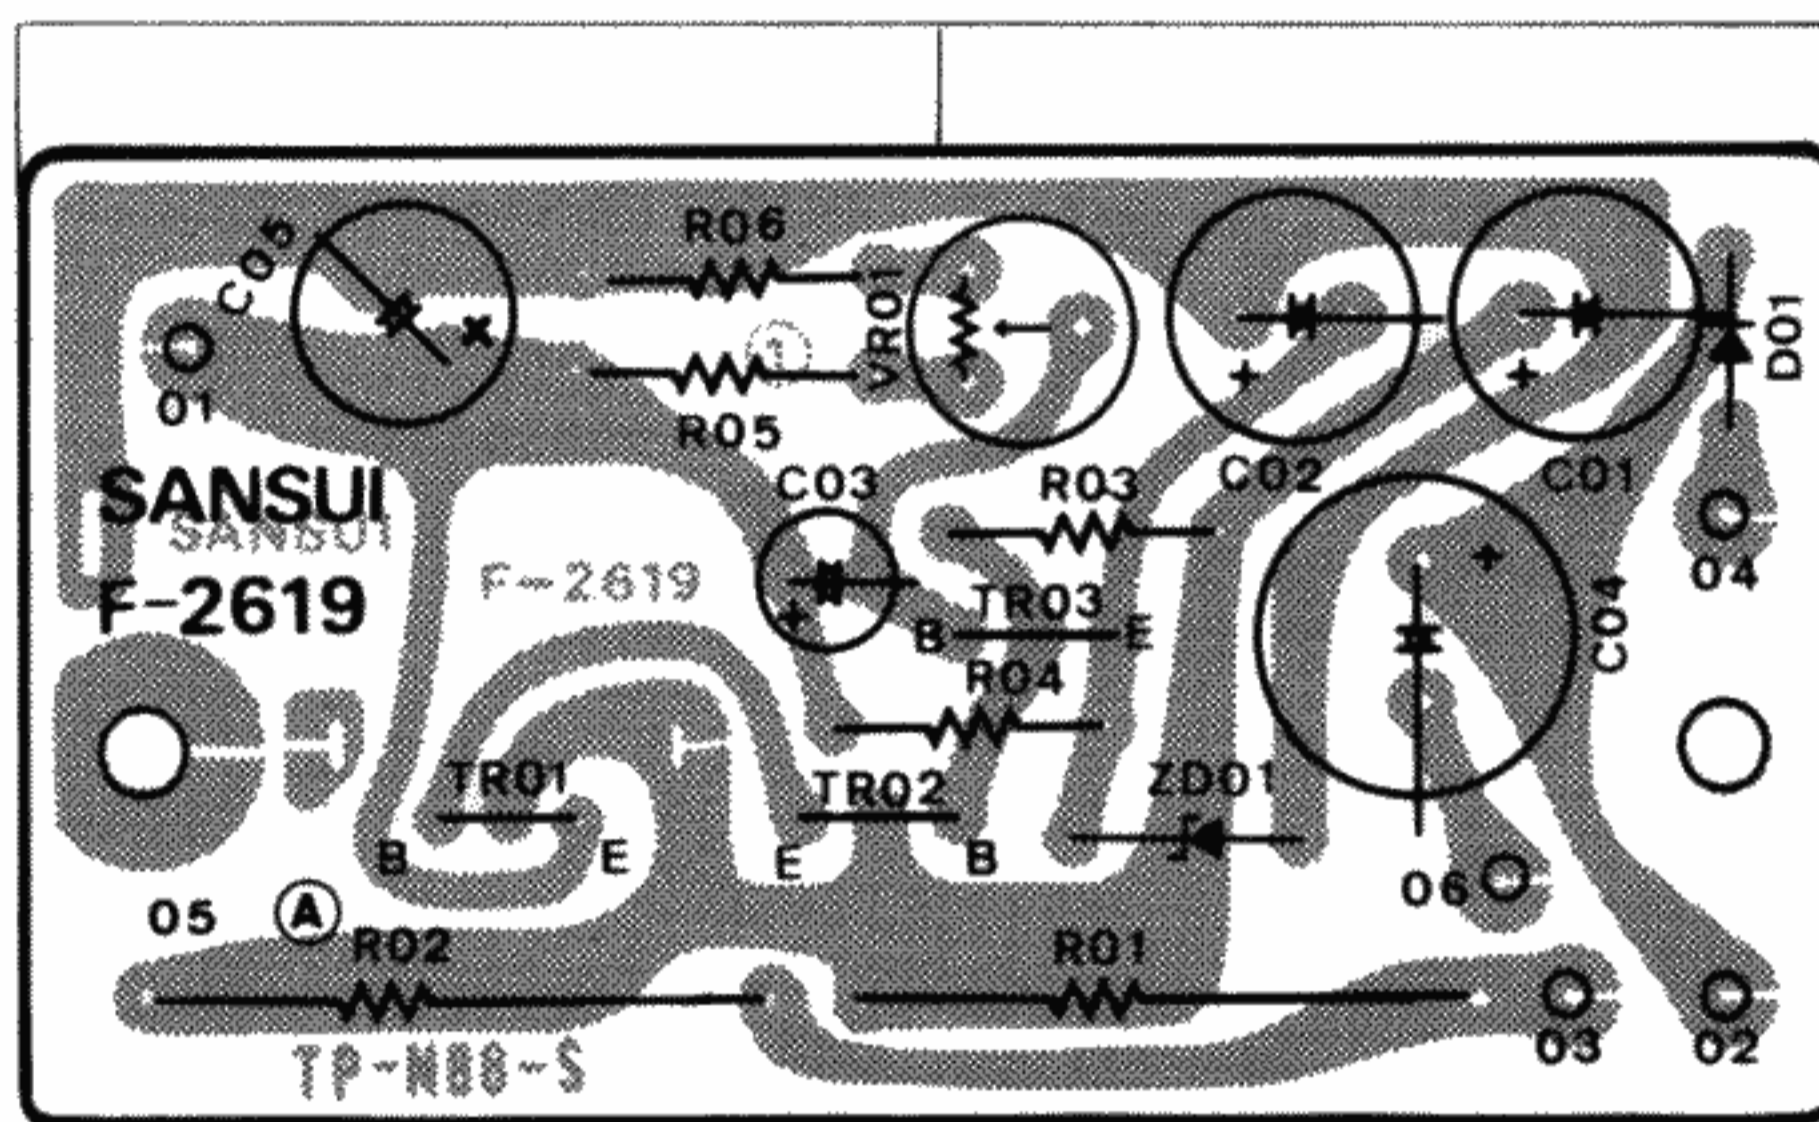 C05
R06
VR01
1
R05
01
D01
SANSUI
SANSUI
F-2619
F-2619
C03
R03
C02
C01
04
TR03
B
E
C04
R04
TR01
TR02
ZD01
B
E
E
B
06
05
A
R02
R01
03
02
TP-N88-S